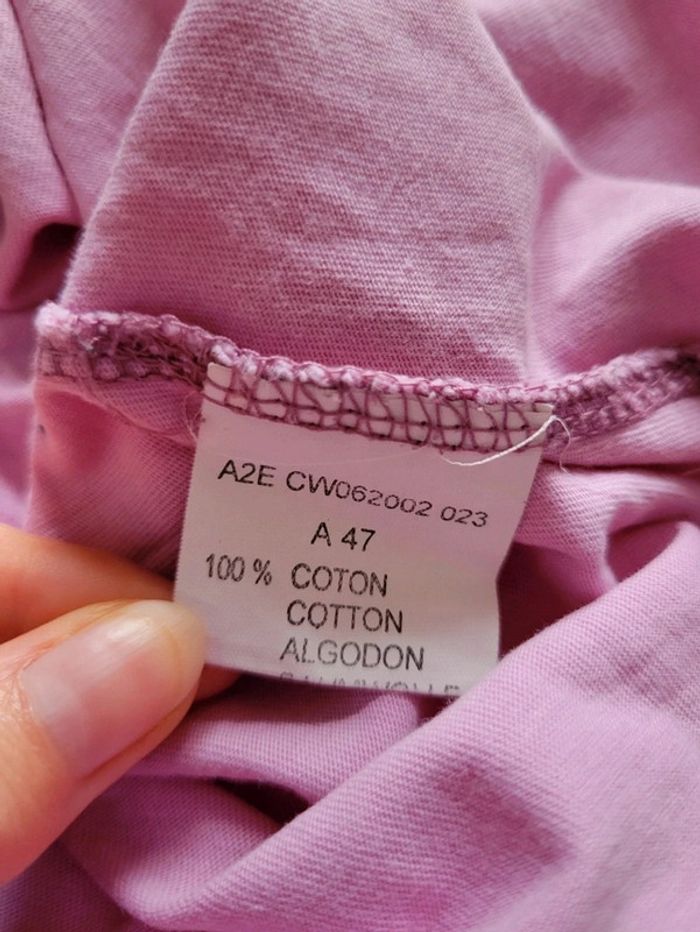 A2E CW062002 023
A 47
100 % COTON
COTTON
ALGODON